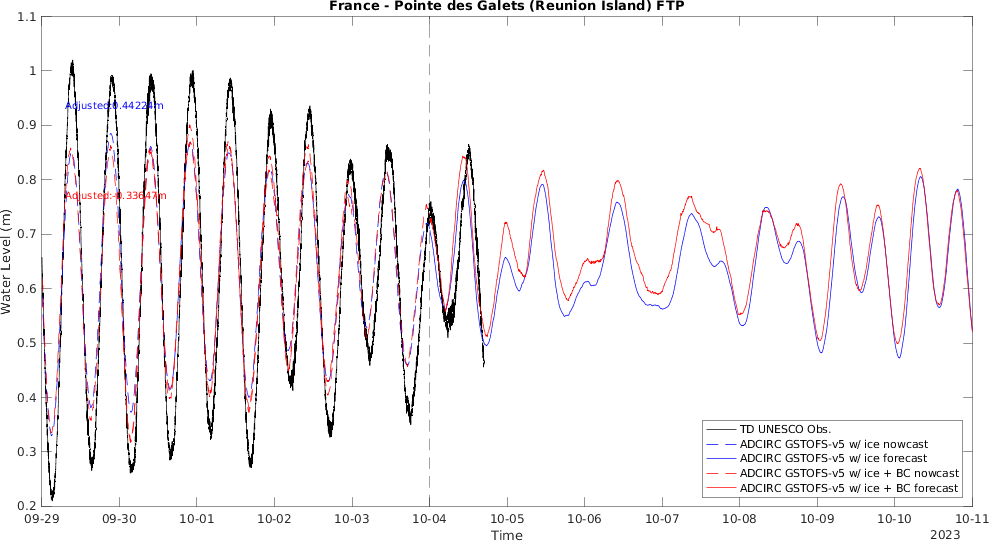 France - Pointe des Galets (Reunion Island) FTP
Water Level (m)
1.1
1
0.9
0.8
0.7
0.6
0.5
0.4
0.3
0.2
Adjusted:0.44224m
Adjusted:-0.33647m
TD UNESCO Obs.
ADCIRC GSTOFS-v5 w/ ice nowcast
ADCIRC GSTOFS-v5 w/ ice forecast
ADCIRC GSTOFS-v5 w/ ice + BC nowcast
ADCIRC GSTOFS-v5 w/ ice + BC forecast
09-29 09-30 10-01 10-02 10-03 10-04 10-05 10-06 10-07 10-08 10-09 10-10 10-11
Time
2023